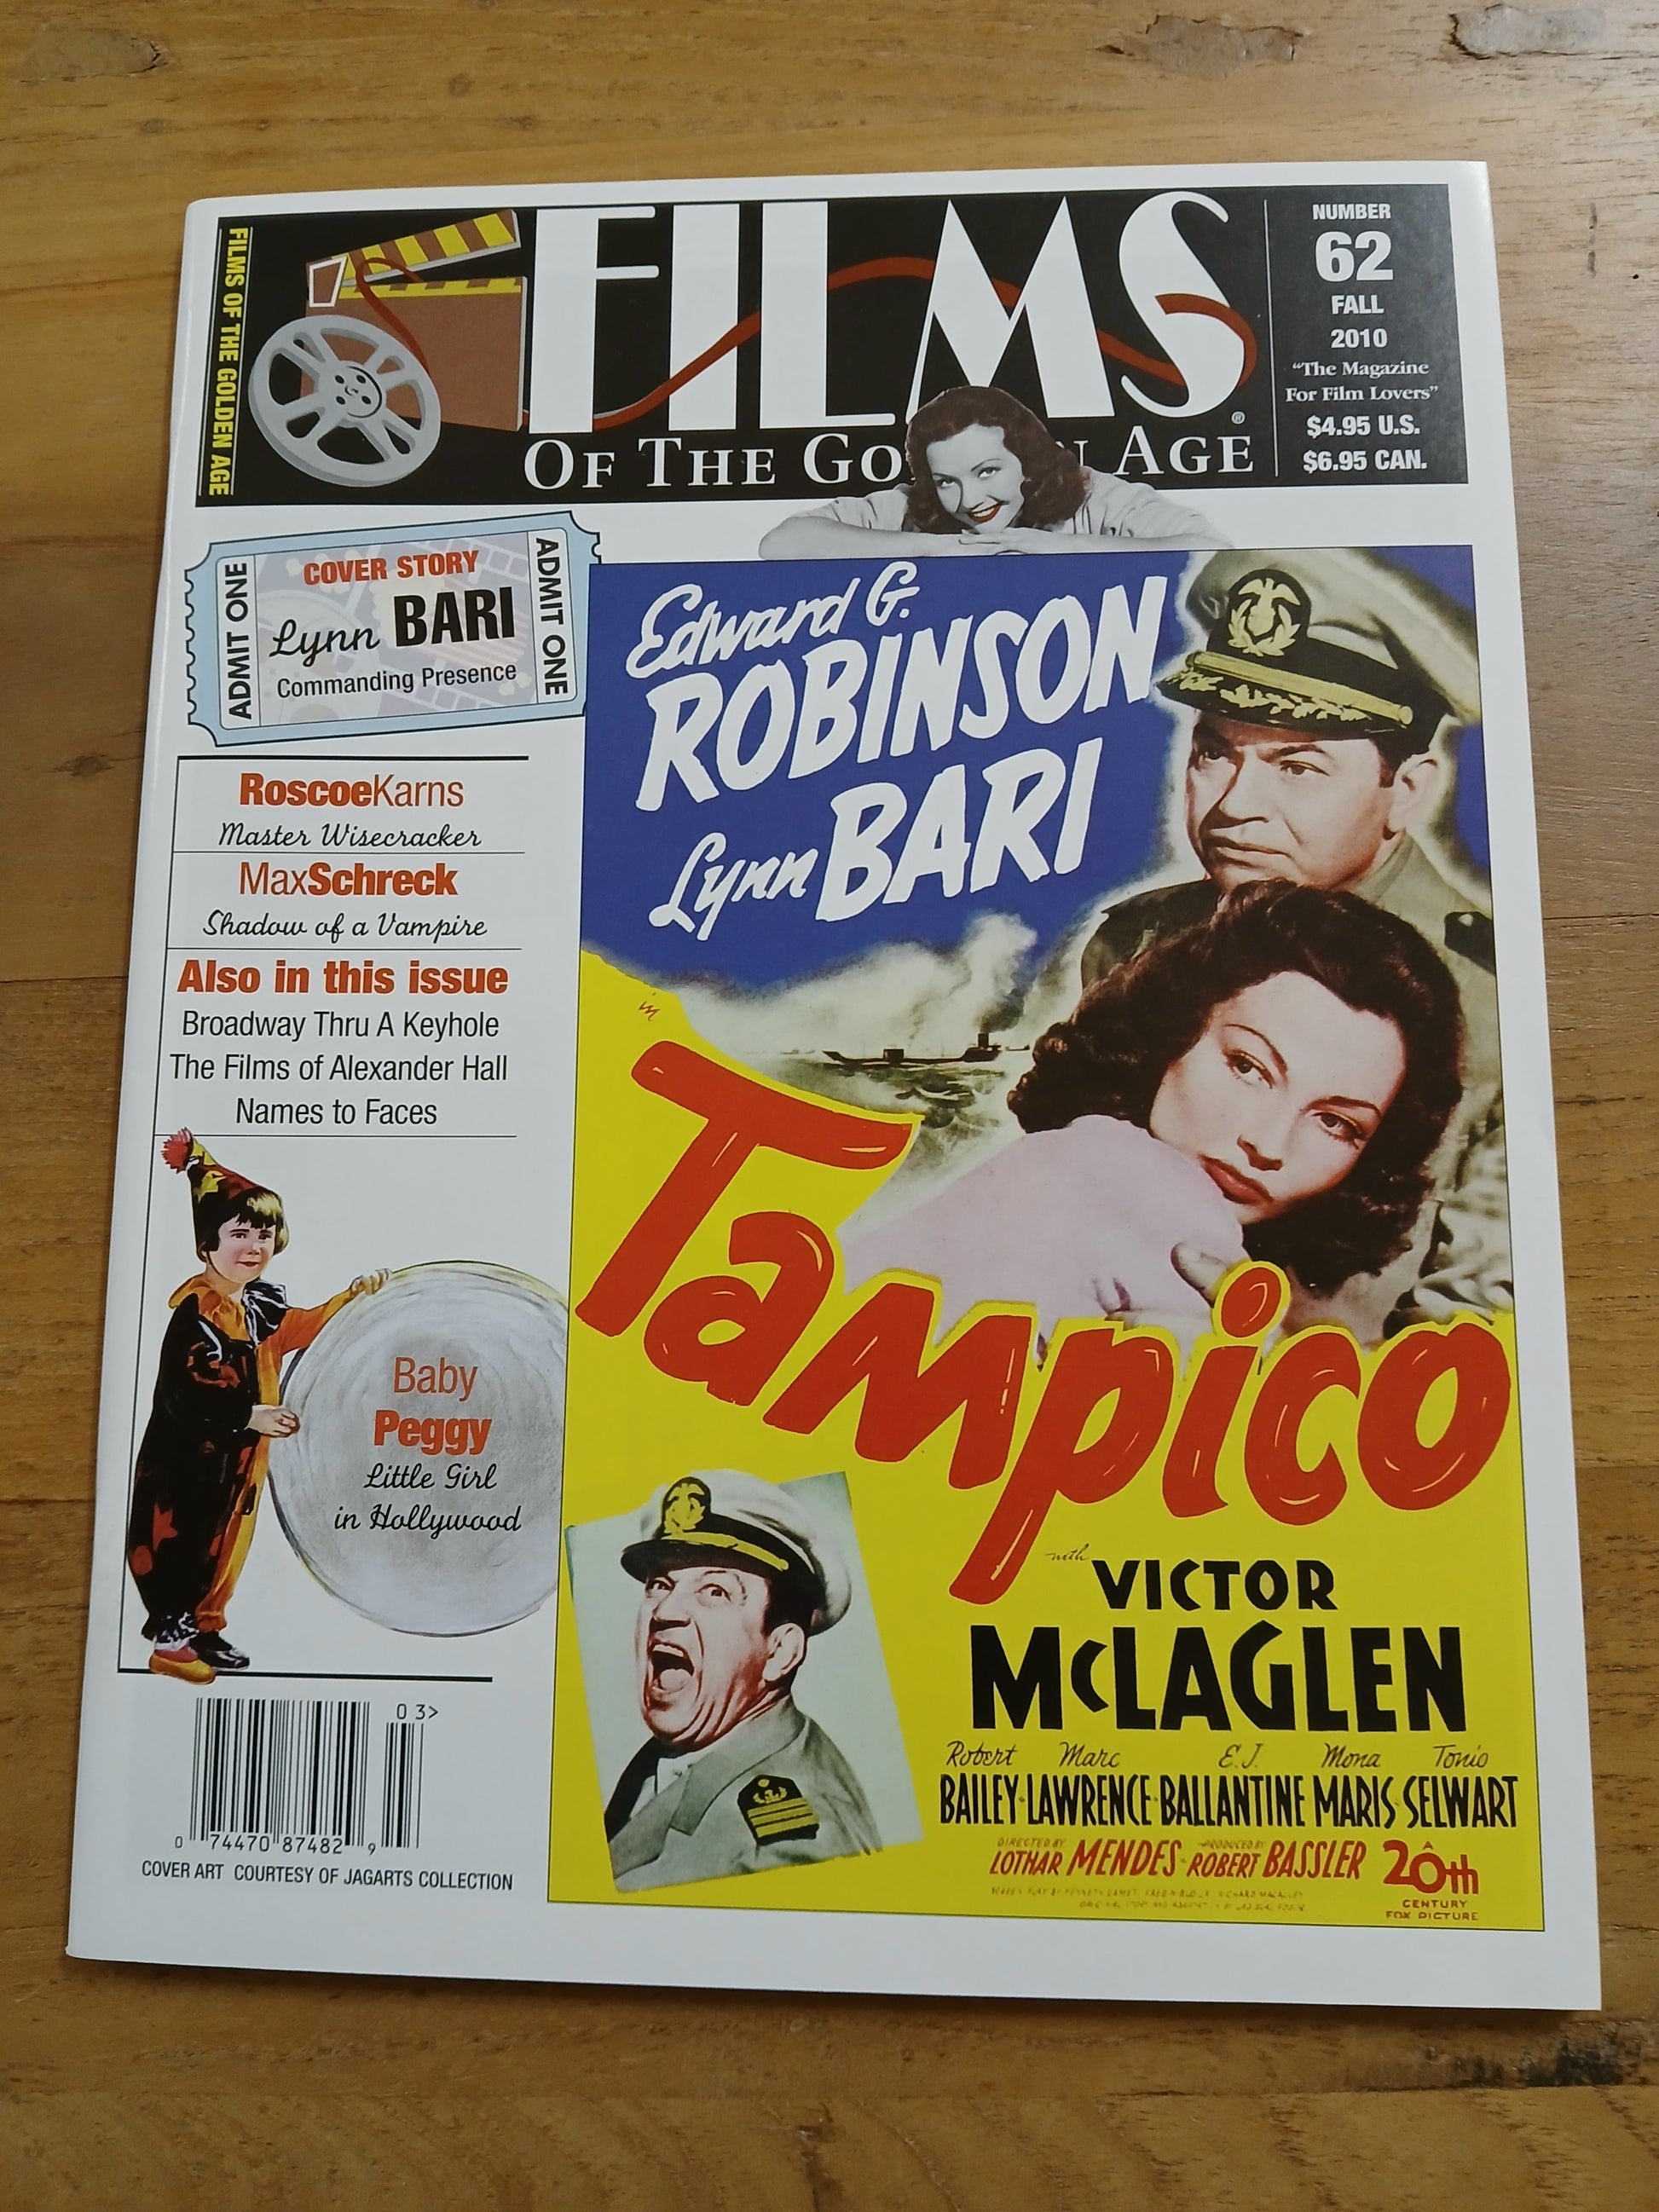 FILMS OF THE GOLDEN AGE
FILMS
OF THE GO N AGE
®
NUMBER
62
FALL
2010
“The Magazine
For Film Lovers”
$4.95 U.S.
$6.95 CAN.
ADMIT ONE
COVER STORY
Lynn BARI
Commanding Presence
ADMIT ONE
RoscoeKarns
Master Wisecracker
MaxSchreck
Shadow of a Vampire
Also in this issue
Broadway Thru A Keyhole
The Films of Alexander Hall
Names to Faces
Baby
Peggy
Little Girl
in Hollywood
03>
0 74470 87482 9
COVER ART COURTESY OF JAGARTS COLLECTION
Edward G.
ROBINSON
Lynn BARI
in
Tampico
with
VICTOR
McLAGLEN
Robert Marc E.J. Mona Tonio
BAILEY·LAWRENCE·BALLANTINE MARIS·SELWART
DIRECTED BY PRODUCED BY
LOTHAR MENDES·ROBERT BASSLER
A
20th
CENTURY
FOX PICTURE